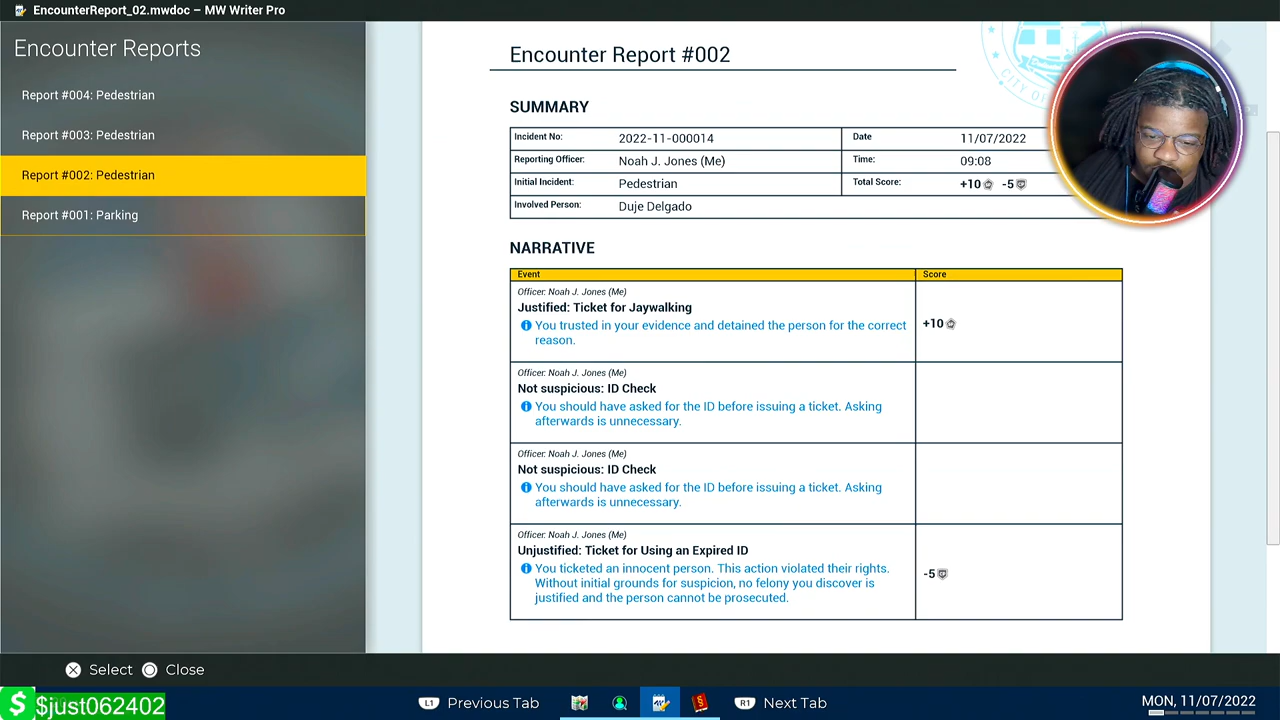 EncounterReport_02.mwdoc – MW Writer Pro
Encounter Reports
Report #004: Pedestrian
Report #003: Pedestrian
Report #002: Pedestrian
Report #001: Parking
Encounter Report #002
CITY OF
SUMMARY
Incident No: 2022-11-000014 Date 11/07/2022
Reporting Officer: Noah J. Jones (Me) Time: 09:08
Initial Incident: Pedestrian Total Score: +10 -5
Involved Person: Duje Delgado
NARRATIVE
Event Score
Officer: Noah J. Jones (Me)
Justified: Ticket for Jaywalking
You trusted in your evidence and detained the person for the correct +10
reason.
Officer: Noah J. Jones (Me)
Not suspicious: ID Check
You should have asked for the ID before issuing a ticket. Asking
afterwards is unnecessary.
Officer: Noah J. Jones (Me)
Not suspicious: ID Check
You should have asked for the ID before issuing a ticket. Asking
afterwards is unnecessary.
Officer: Noah J. Jones (Me)
Unjustified: Ticket for Using an Expired ID
You ticketed an innocent person. This action violated their rights. -5
Without initial grounds for suspicion, no felony you discover is
justified and the person cannot be prosecuted.
Select Close
$ $just062402
L1 Previous Tab R1 Next Tab
MON, 11/07/2022